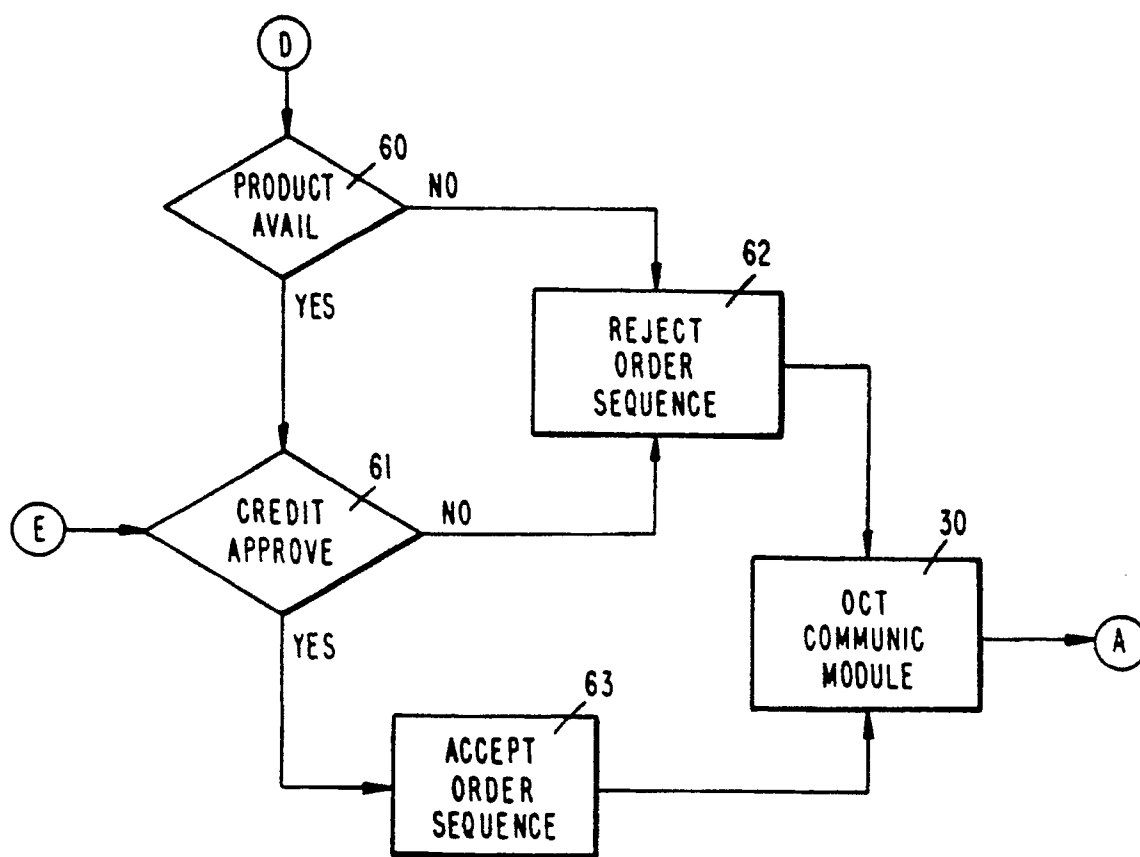 D
60
PRODUCT
AVAIL
NO
YES
62
REJECT
ORDER
SEQUENCE
61
E
CREDIT
APPROVE
NO
YES
30
OCT
COMMUNIC
MODULE
A
63
ACCEPT
ORDER
SEQUENCE